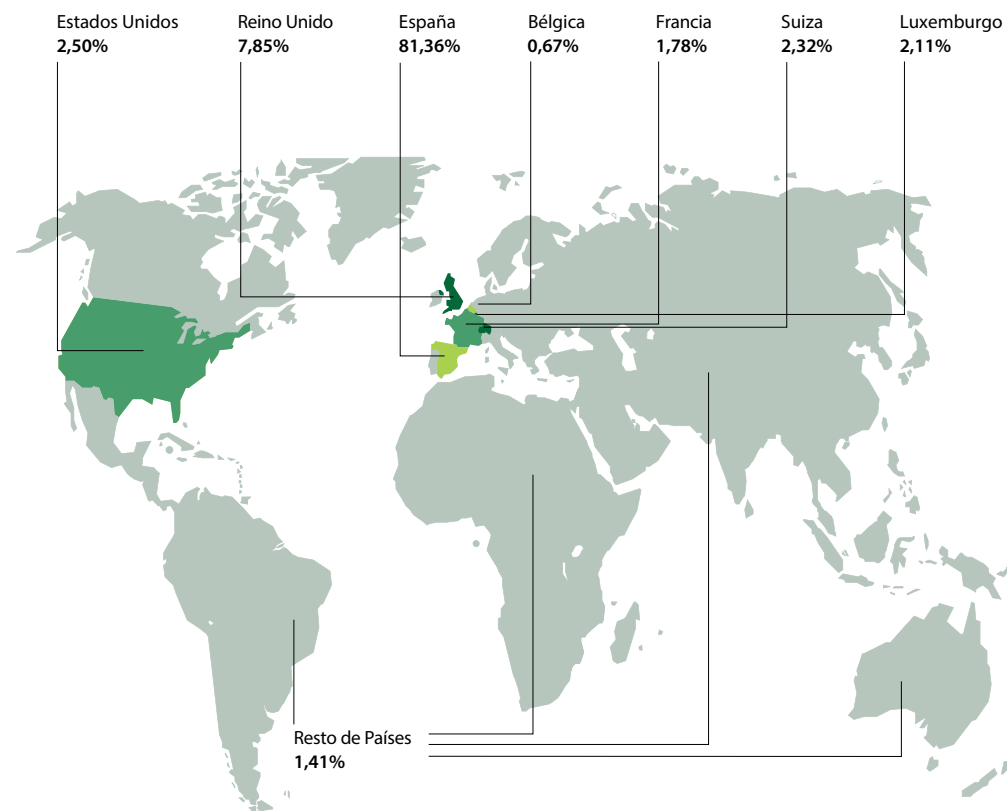 Estados Unidos
2,50%
Reino Unido
7,85%
España
81,36%
Bélgica
0,67%
Francia
1,78%
Suiza
2,32%
Luxemburgo
2,11%
Resto de Países
1,41%